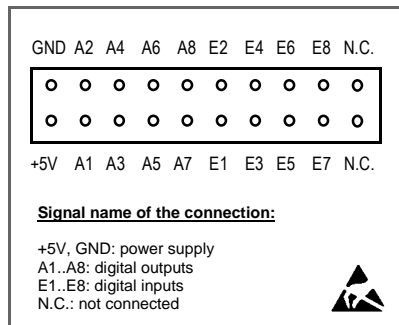 GND A2 A4 A6 A8 E2 E4 E6 E8 N.C.
+5V A1 A3 A5 A7 E1 E3 E5 E7 N.C.
Signal name of the connection:
+5V, GND: power supply
A1..A8: digital outputs
E1..E8: digital inputs
N.C.: not connected